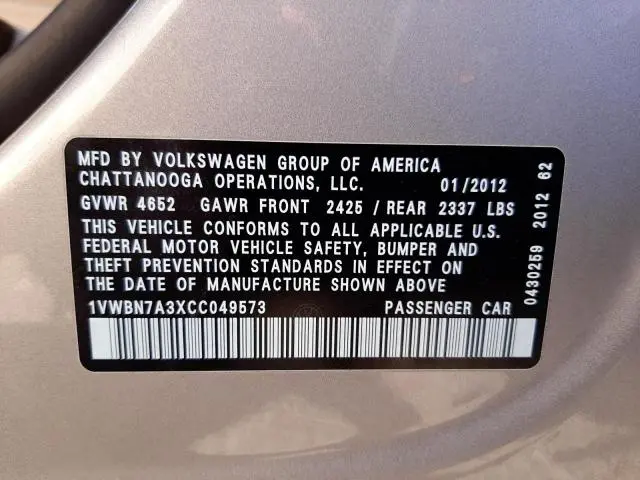 MFD BY VOLKSWAGEN GROUP OF AMERICA
CHATTANOOGA OPERATIONS, LLC. 01/2012
GVWR 4652 GAWR FRONT 2425 / REAR 2337 LBS
THIS VEHICLE CONFORMS TO ALL APPLICABLE U.S.
FEDERAL MOTOR VEHICLE SAFETY, BUMPER AND
THEFT PREVENTION STANDARDS IN EFFECT ON
THE DATE OF MANUFACTURE SHOWN ABOVE
1VWBN7A3XCC049573 PASSENGER CAR
0430259 2012 62